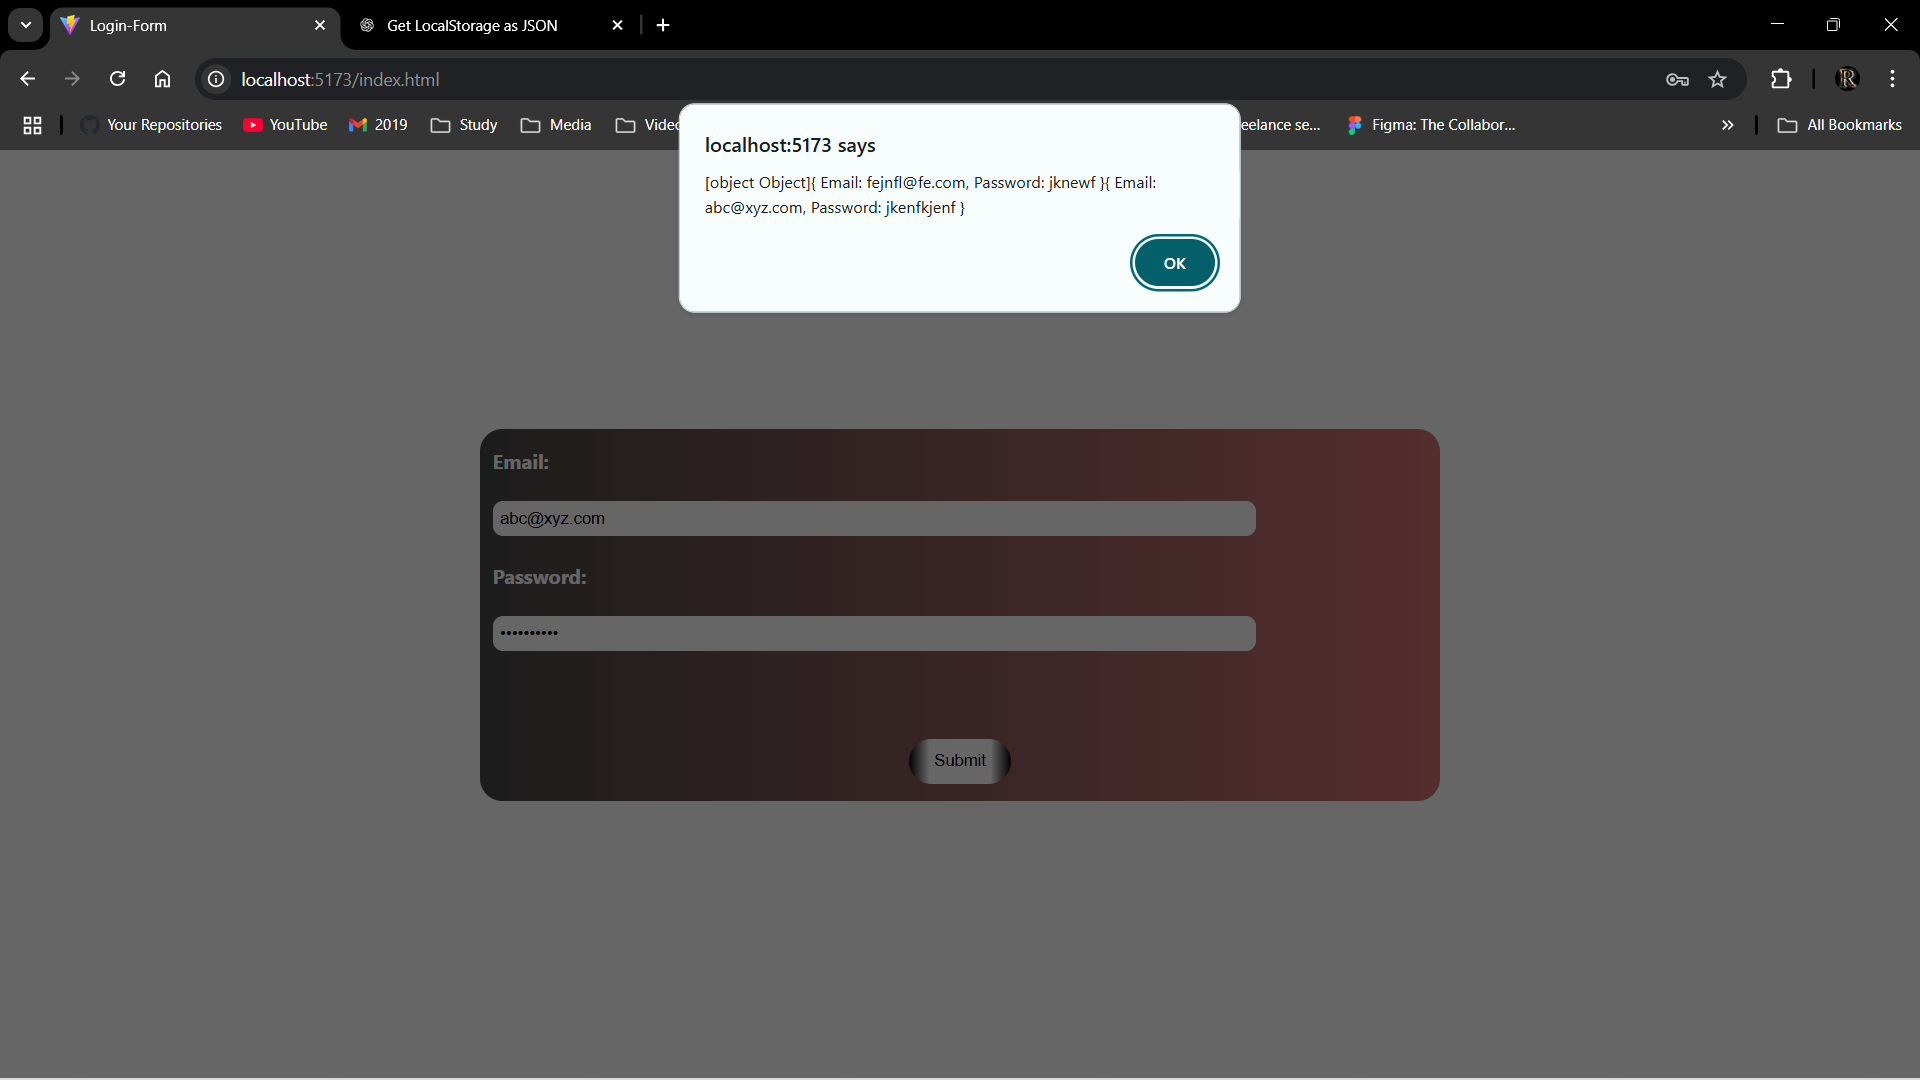 Login-Form
Get LocalStorage as JSON
localhost:5173/index.html
Your Repositories
YouTube
2019
Study
Media
Video
eelance se...
Figma: The Collabor...
All Bookmarks
localhost:5173 says
[object Object]{ Email: fejnfl@fe.com, Password: jknewf }{ Email:
abc@xyz.com, Password: jkenfkjenf }
OK
Email:
abc@xyz.com
Password:
••••••••••
Submit